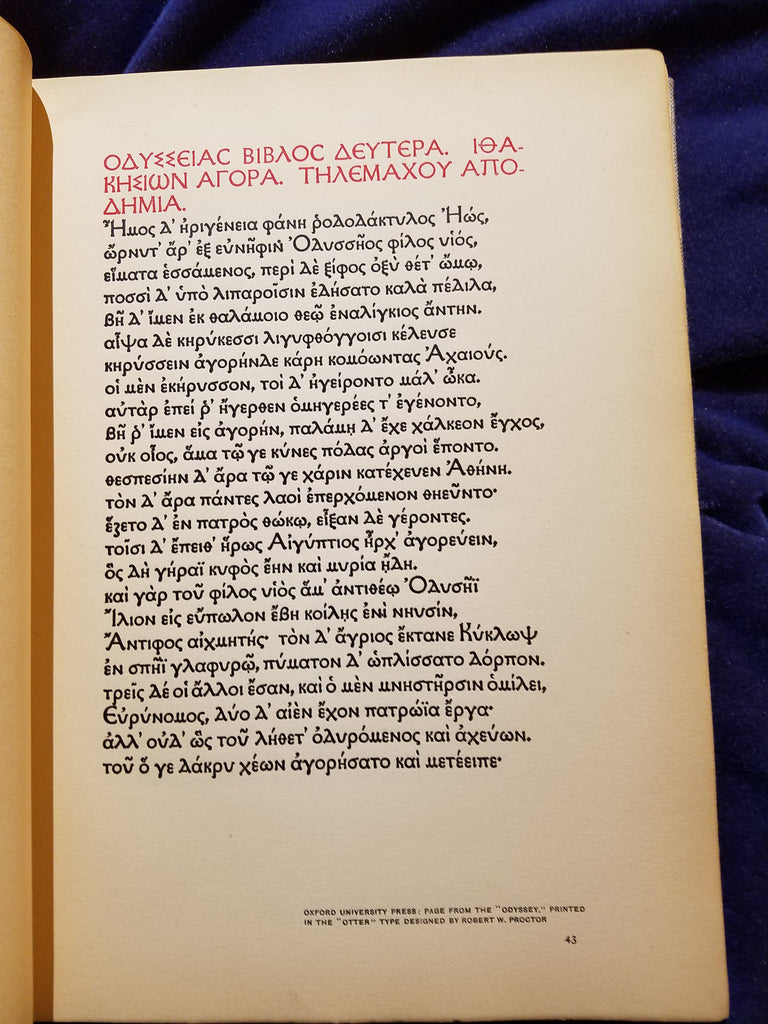 ΟΔΥΣΣΕΙΑC ΒΙΒΛΟC ΔΕΥΤΕΡΑ. ΙΘΑ-
ΚΗΣΙΩΝ ΑΓΟΡΑ. ΤΗΛΕΜΑΧΟΥ ΑΠΟ-
ΔΗΜΙΑ.
Ἦμος δ' ἠριγένεια φάνη ῥοδοδάκτυλος Ἠώς,
ὤρνυτ' ἄρ' ἐξ εὐνῆφιν Ὀδυσσῆος φίλος υἱός,
εἵματα ἑσσάμενος, περὶ δὲ ξίφος ὀξὺ θέτ' ὤμῳ,
ποσσὶ δ' ὑπὸ λιπαροῖσιν ἐδήσατο καλὰ πέδιλα,
βῆ δ' ἴμεν ἐκ θαλάμοιο θεῷ ἐναλίγκιος ἄντην.
αἶψα δὲ κηρύκεσσι λιγυφθόγγοισι κέλευσε
κηρύσσειν ἀγορήνδε κάρη κομόωντας Ἀχαιούς.
οἱ μὲν ἐκήρυσσον, τοὶ δ' ἠγείροντο μάλ' ὦκα.
αὐτὰρ ἐπεί ῥ' ἤγερθεν ὁμηγερέες τ' ἐγένοντο,
βῆ ῥ' ἴμεν εἰς ἀγορήν, παλάμῃ δ' ἔχε χάλκεον ἔγχος,
οὐκ οἶος, ἅμα τῷ γε κύνες πόδας ἀργοὶ ἕποντο.
θεσπεσίην δ' ἄρα τῷ γε χάριν κατέχευεν Ἀθήνη.
τὸν δ' ἄρα πάντες λαοὶ ἐπερχόμενον θηεῦντο·
ἕζετο δ' ἐν πατρὸς θώκῳ, εἶξαν δὲ γέροντες.
τοῖσι δ' ἔπειθ' ἥρως Αἰγύπτιος ἦρχ' ἀγορεύειν,
ὃς δὴ γήραϊ κυφὸς ἔην καὶ μυρία ᾔδη.
καὶ γὰρ τοῦ φίλος υἱὸς ἅμ' ἀντιθέῳ Ὀδυσῆϊ
Ἴλιον εἰς εὔπωλον ἔβη κοίλῃς ἐνὶ νηυσίν,
Ἄντιφος αἰχμητής· τὸν δ' ἄγριος ἔκτανε Κύκλωψ
ἐν σπῆϊ γλαφυρῷ, πύματον δ' ὡπλίσσατο δόρπον.
τρεῖς δέ οἱ ἄλλοι ἔσαν, καὶ ὁ μὲν μνηστῆρσιν ὁμίλει,
Εὐρύνομος, δύο δ' αἰὲν ἔχον πατρώϊα ἔργα·
ἀλλ' οὐδ' ὣς τοῦ λήθετ' ὀδυρόμενος καὶ ἀχεύων.
τοῦ ὅ γε δάκρυ χέων ἀγορήσατο καὶ μετέειπε·
OXFORD UNIVERSITY PRESS: PAGE FROM THE "ODYSSEY," PRINTED
IN THE "OTTER" TYPE DESIGNED BY ROBERT W. PROCTOR
43